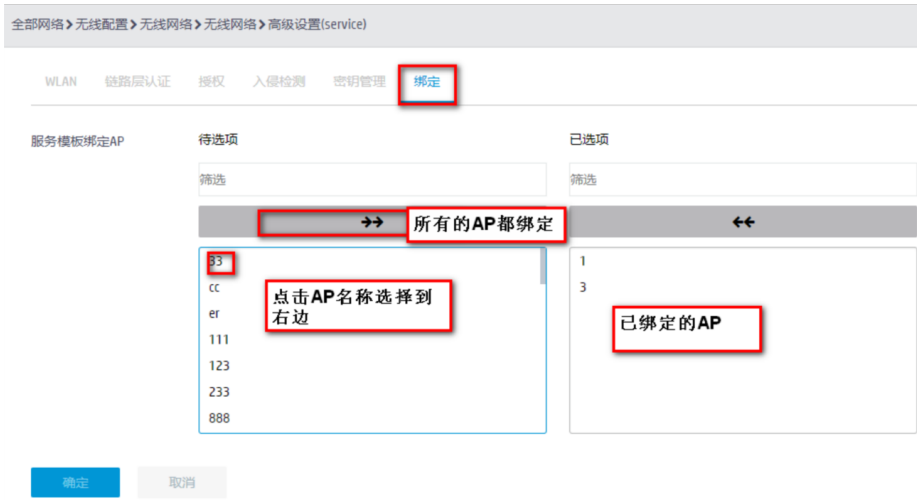 全部网络>无线配置>无线网络>无线网络>高级设置(service)
WLAN 链路层认证 授权 入侵检测 密钥管理 绑定
服务模板绑定AP 待选项 已选项
筛选 筛选
→→ 所有的AP都绑定 ←←
33
cc
er
111
123
233
888
点击AP名称选择到
右边
1
3
已绑定的AP
确定 取消